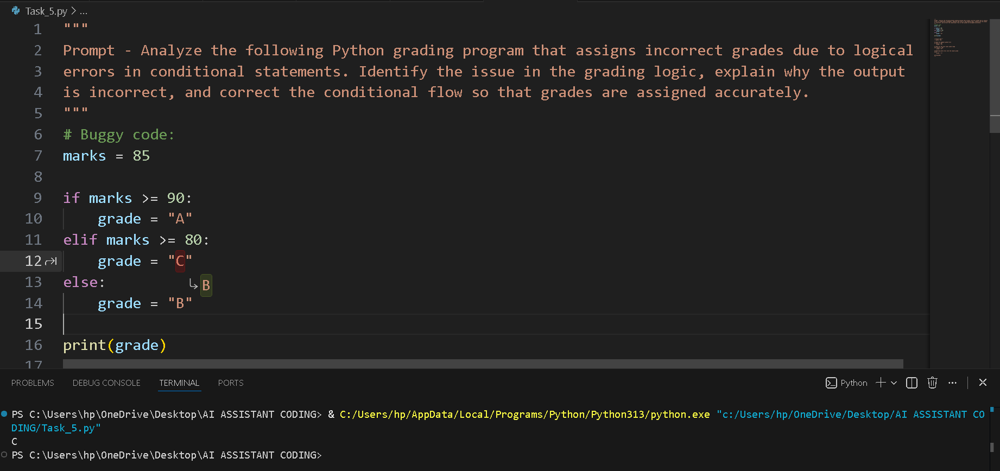 Task_5.py > ...
1 """
2 Prompt - Analyze the following Python grading program that assigns incorrect grades due to logical
3 errors in conditional statements. Identify the issue in the grading logic, explain why the output
4 is incorrect, and correct the conditional flow so that grades are assigned accurately.
5 """
6 # Buggy code:
7 marks = 85
8
9 if marks >= 90:
10     grade = "A"
11 elif marks >= 80:
12     grade = "C"
13 else: B
14     grade = "B"
15
16 print(grade)
17
PROBLEMS DEBUG CONSOLE TERMINAL PORTS Python
PS C:\Users\hp\OneDrive\Desktop\AI ASSISTANT CODING> & C:/Users/hp/AppData/Local/Programs/Python/Python313/python.exe "c:/Users/hp/OneDrive/Desktop/AI ASSISTANT CO
DING/Task_5.py"
C
PS C:\Users\hp\OneDrive\Desktop\AI ASSISTANT CODING>